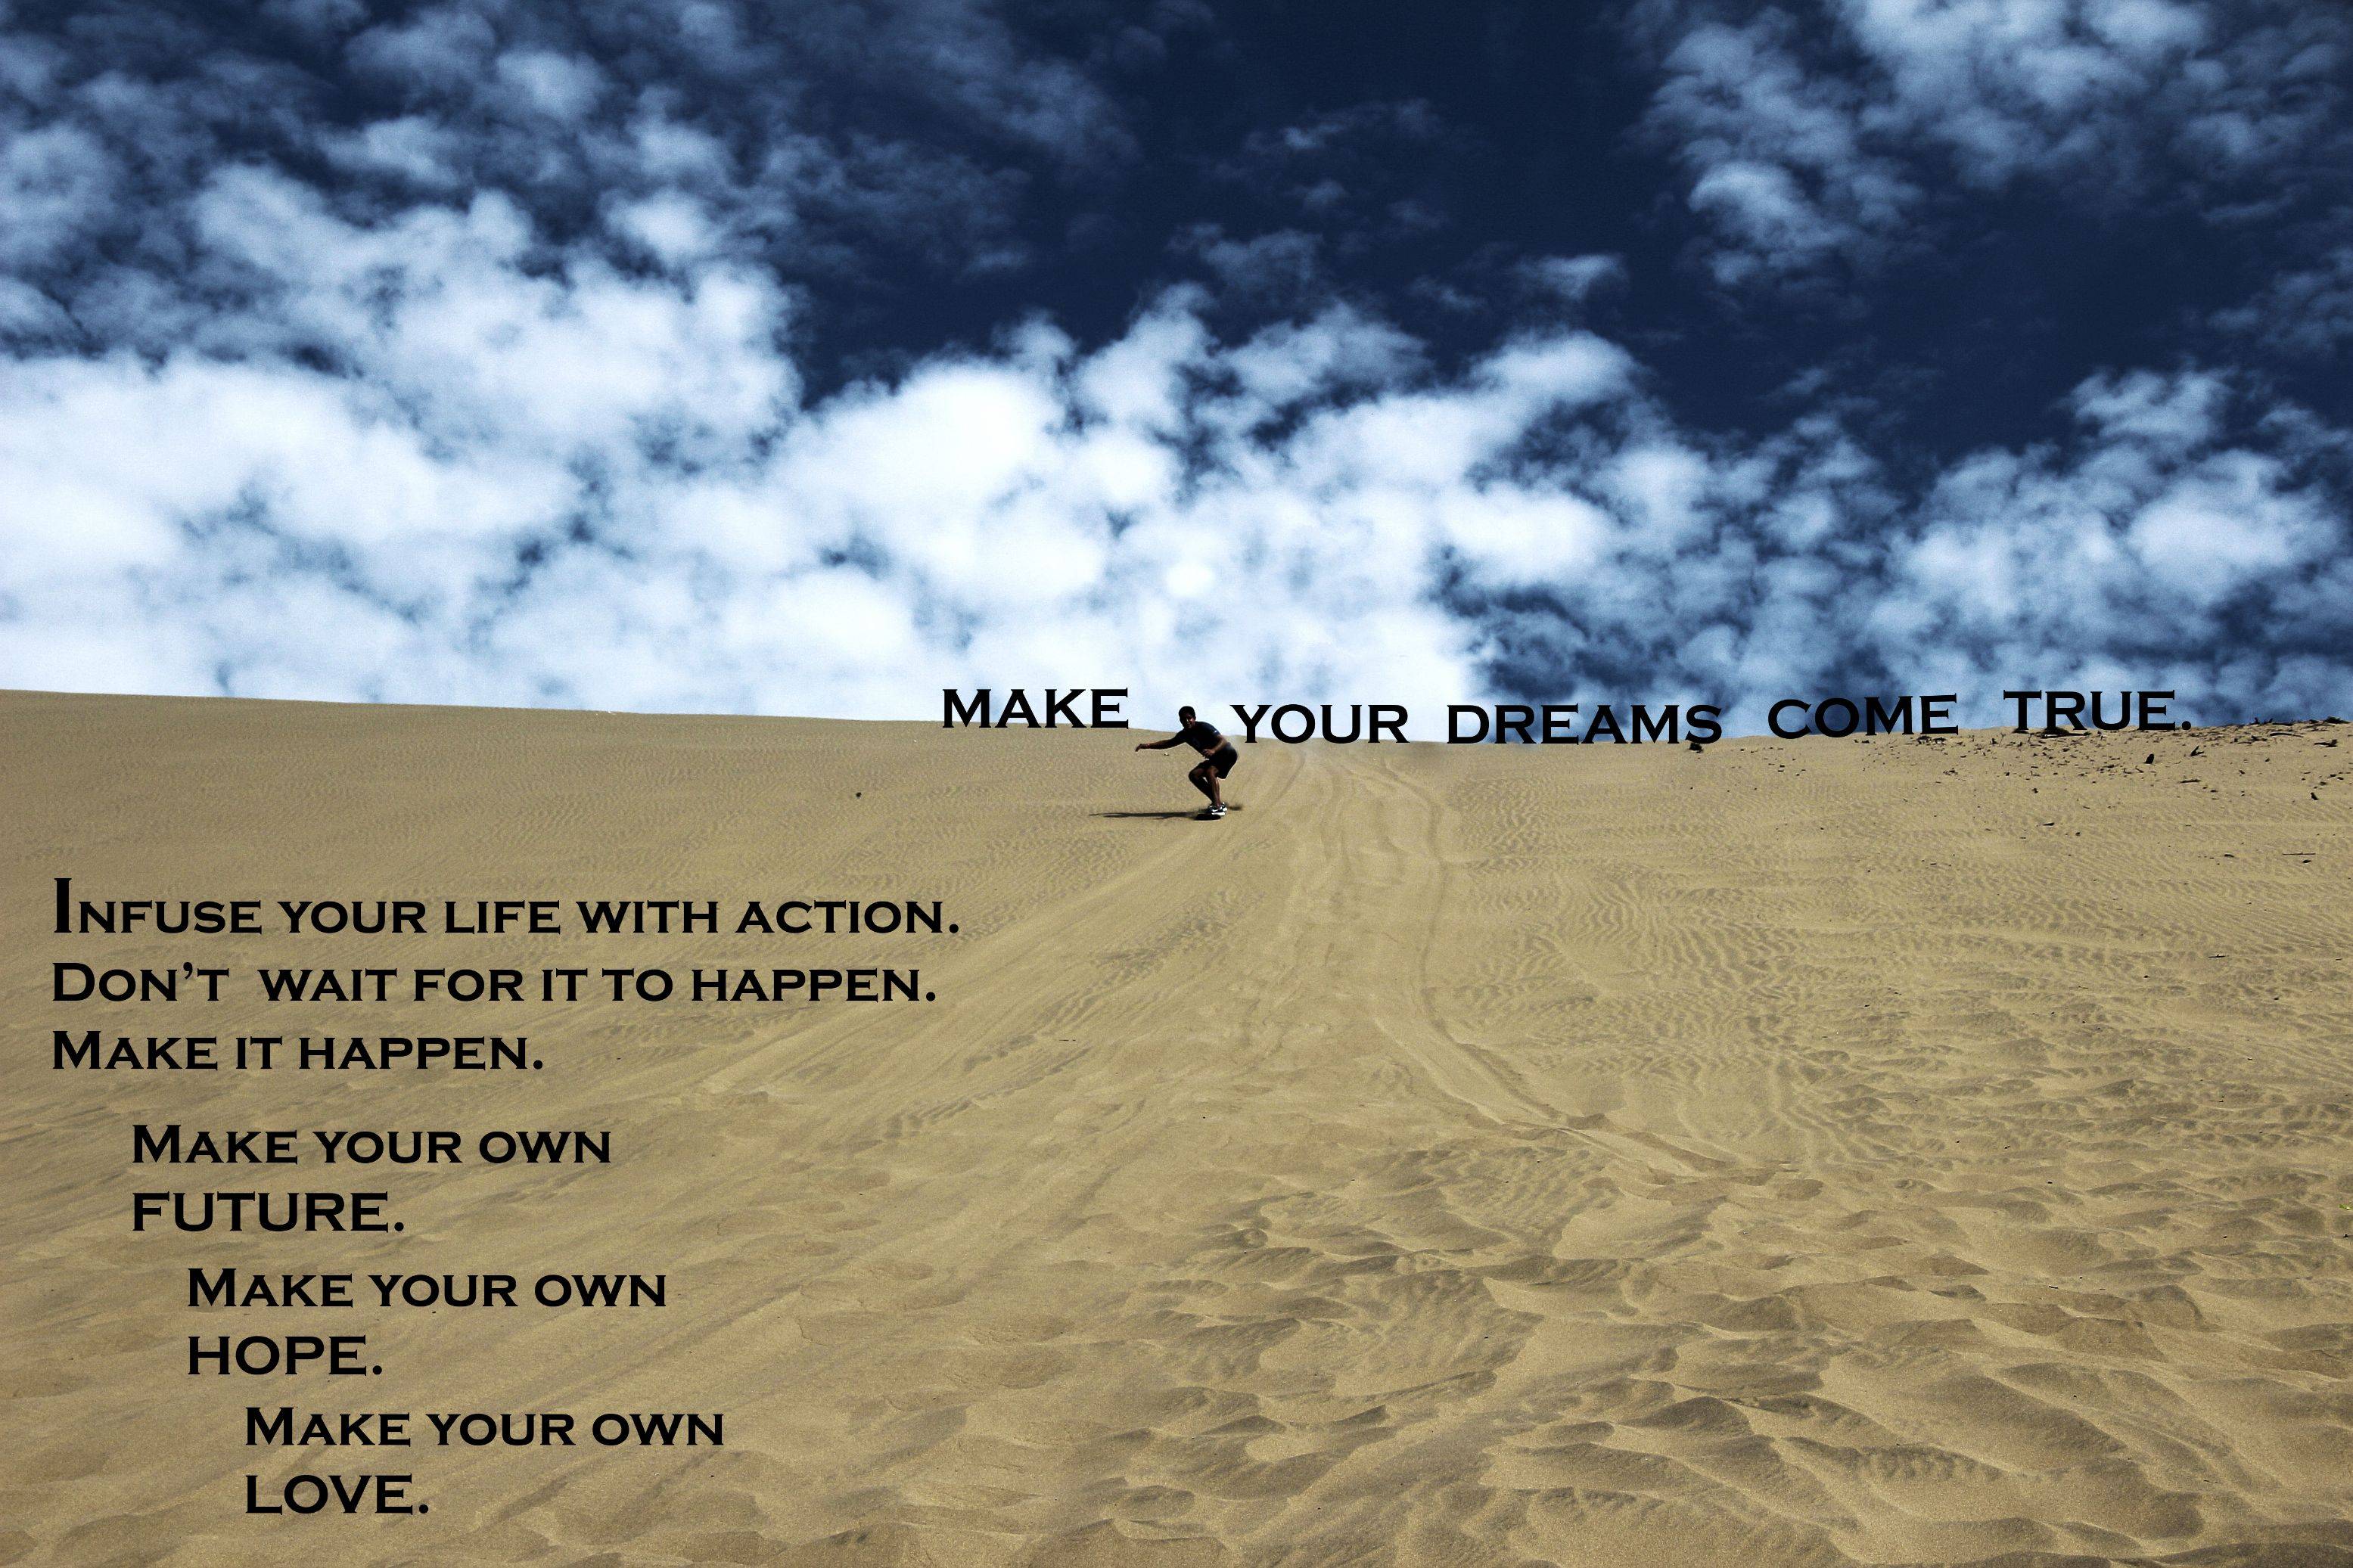 MAKE YOUR DREAMS COME TRUE.
INFUSE YOUR LIFE WITH ACTION.
DON'T WAIT FOR IT TO HAPPEN.
MAKE IT HAPPEN.
MAKE YOUR OWN
FUTURE.
MAKE YOUR OWN
HOPE.
MAKE YOUR OWN
LOVE.